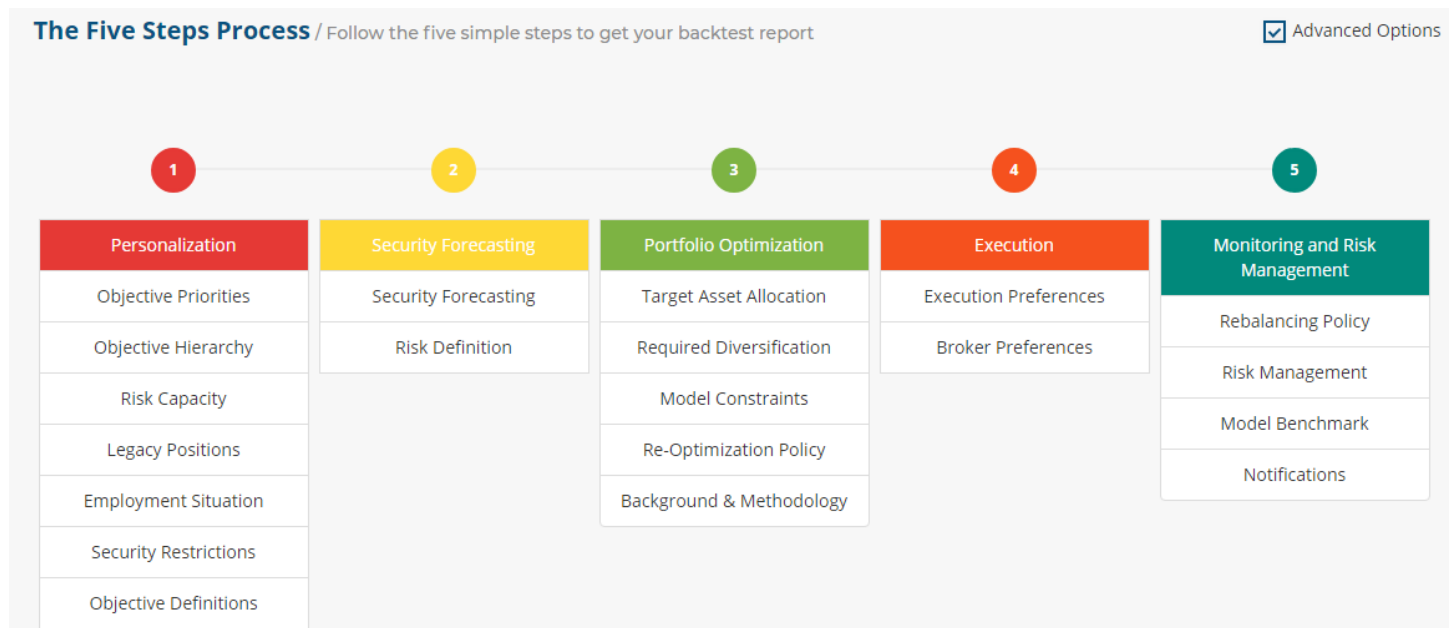 The Five Steps Process / Follow the five simple steps to get your backtest report
Advanced Options
1
2
3
4
5
Personalization
Objective Priorities
Objective Hierarchy
Risk Capacity
Legacy Positions
Employment Situation
Security Restrictions
Objective Definitions
Security Forecasting
Security Forecasting
Risk Definition
Portfolio Optimization
Target Asset Allocation
Required Diversification
Model Constraints
Re-Optimization Policy
Background & Methodology
Execution
Execution Preferences
Broker Preferences
Monitoring and Risk
Management
Rebalancing Policy
Risk Management
Model Benchmark
Notifications